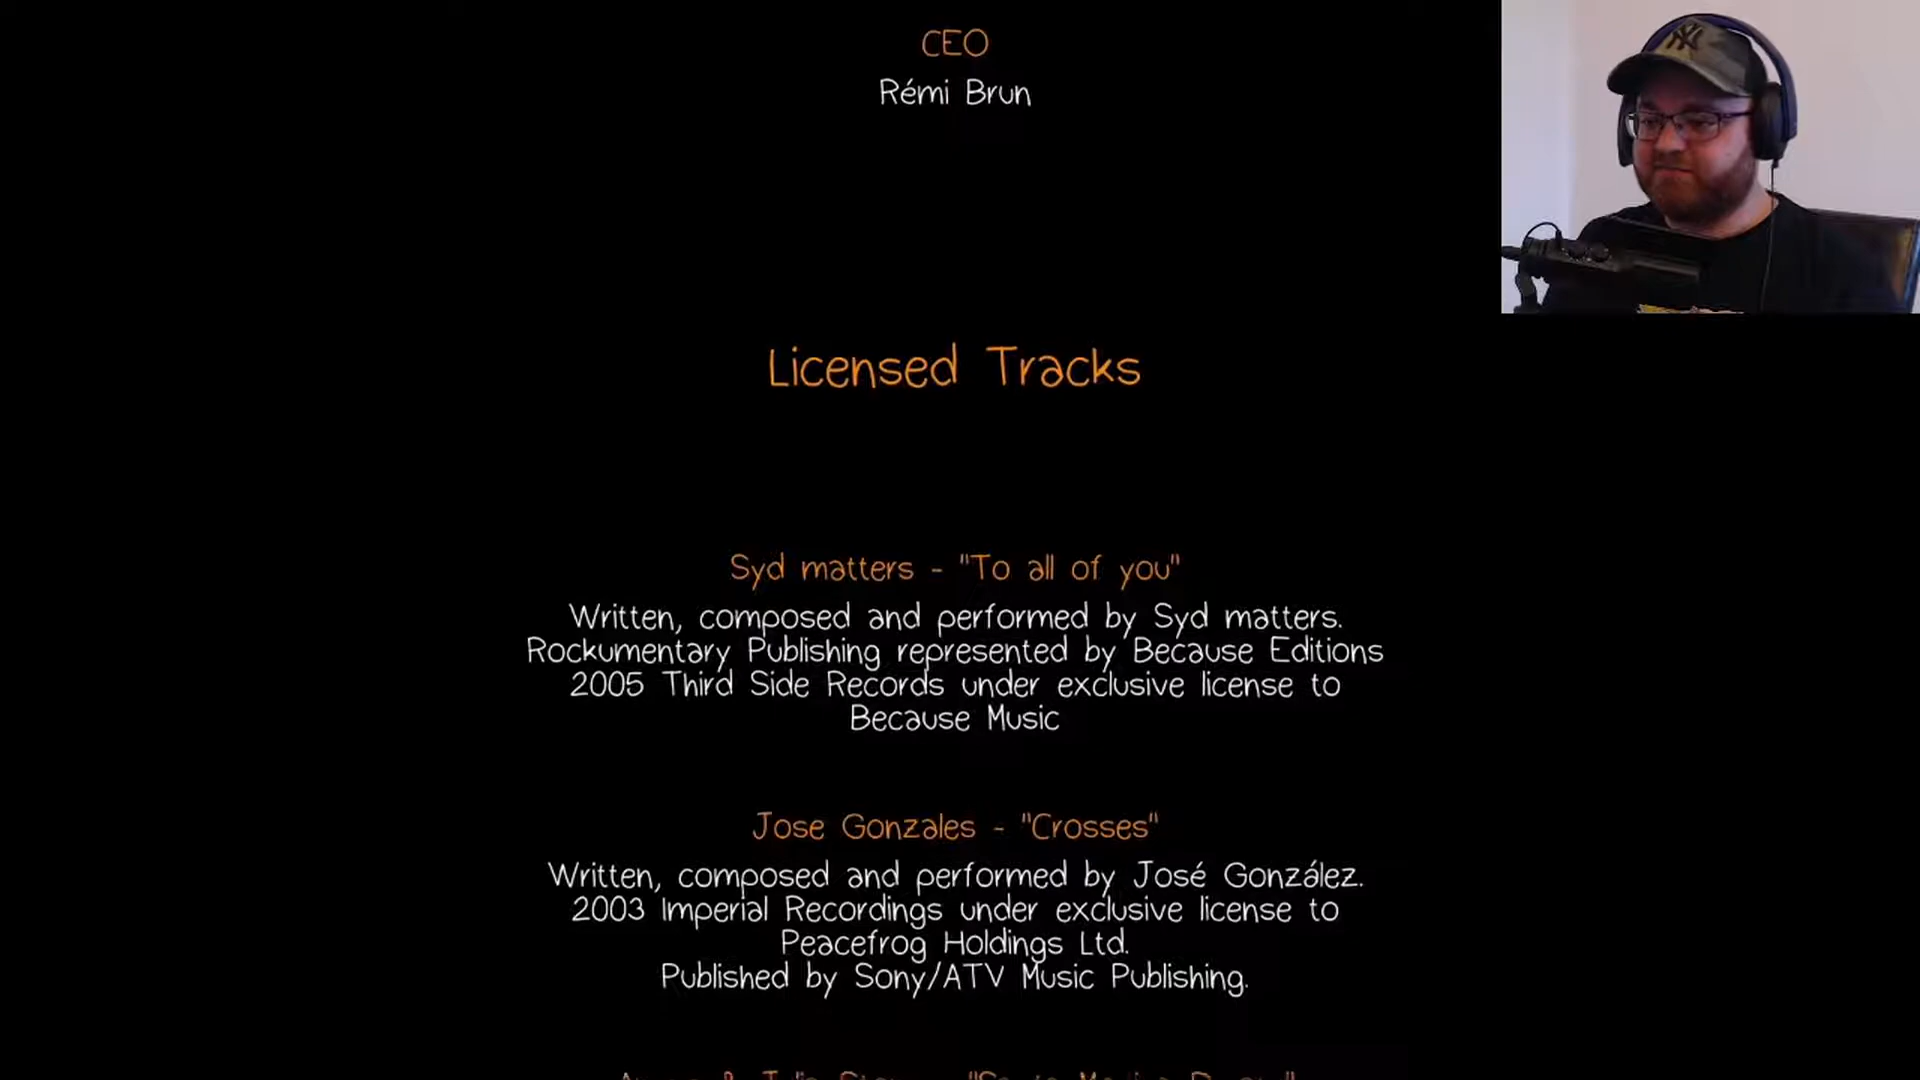 CEO
Rémi Brun
Licensed Tracks
Syd matters - "To all of you"
Written, composed and performed by Syd matters.
Rockumentary Publishing represented by Because Editions
2005 Third Side Records under exclusive license to
Because Music
Jose Gonzales - "Crosses"
Written, composed and performed by José González.
2003 Imperial Recordings under exclusive license to
Peacefrog Holdings Ltd.
Published by Sony/ATV Music Publishing.